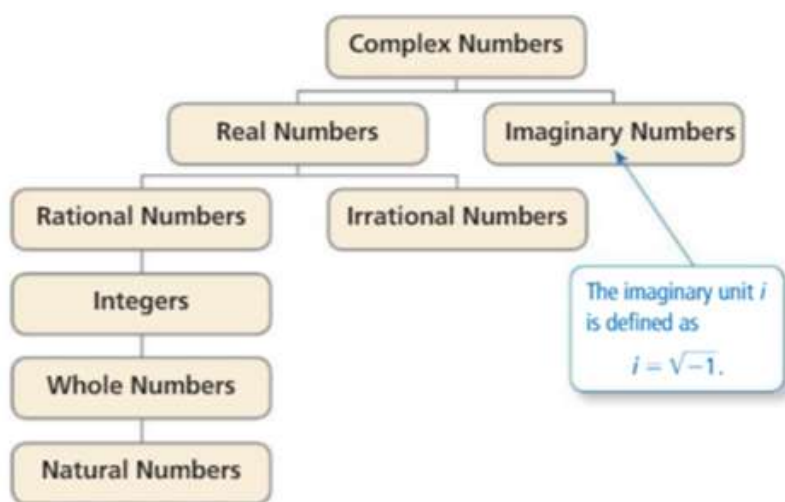 Complex Numbers
Real Numbers
Imaginary Numbers
Rational Numbers
Irrational Numbers
Integers
The imaginary unit i
is defined as
i = √−1.
Whole Numbers
Natural Numbers